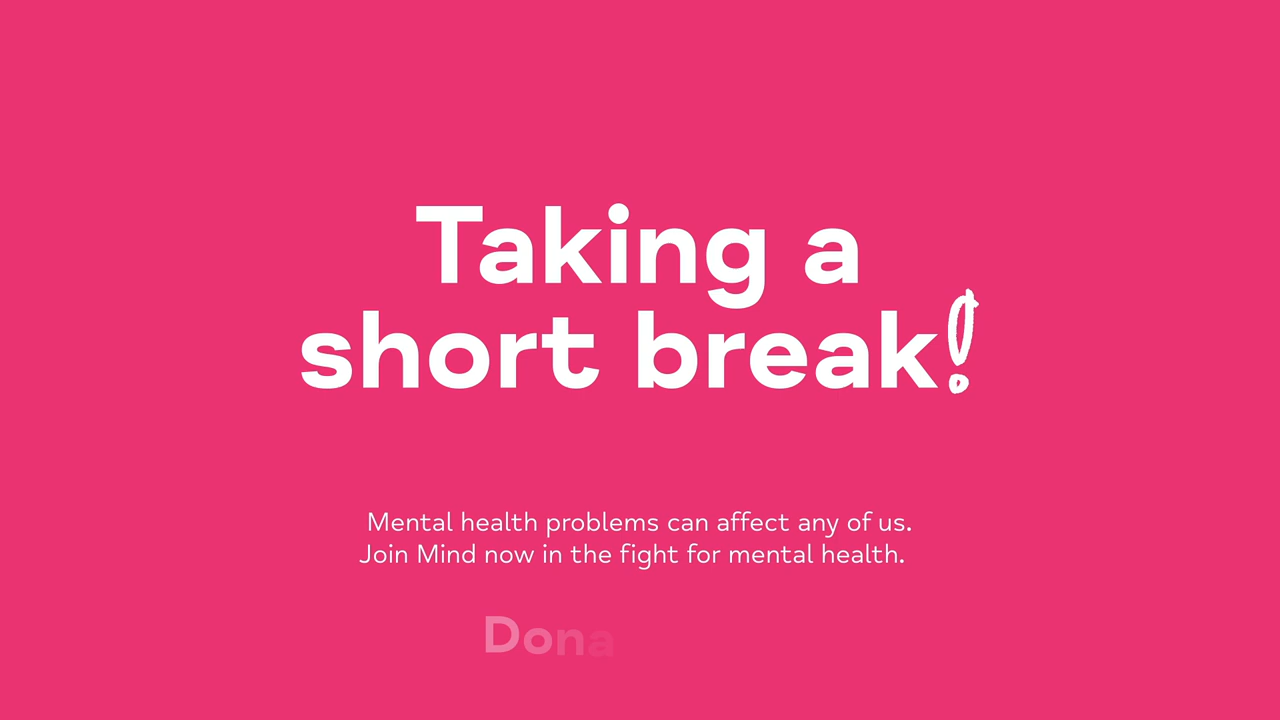 Taking a
short break!
Mental health problems can affect any of us.
Join Mind now in the fight for mental health.
Dona